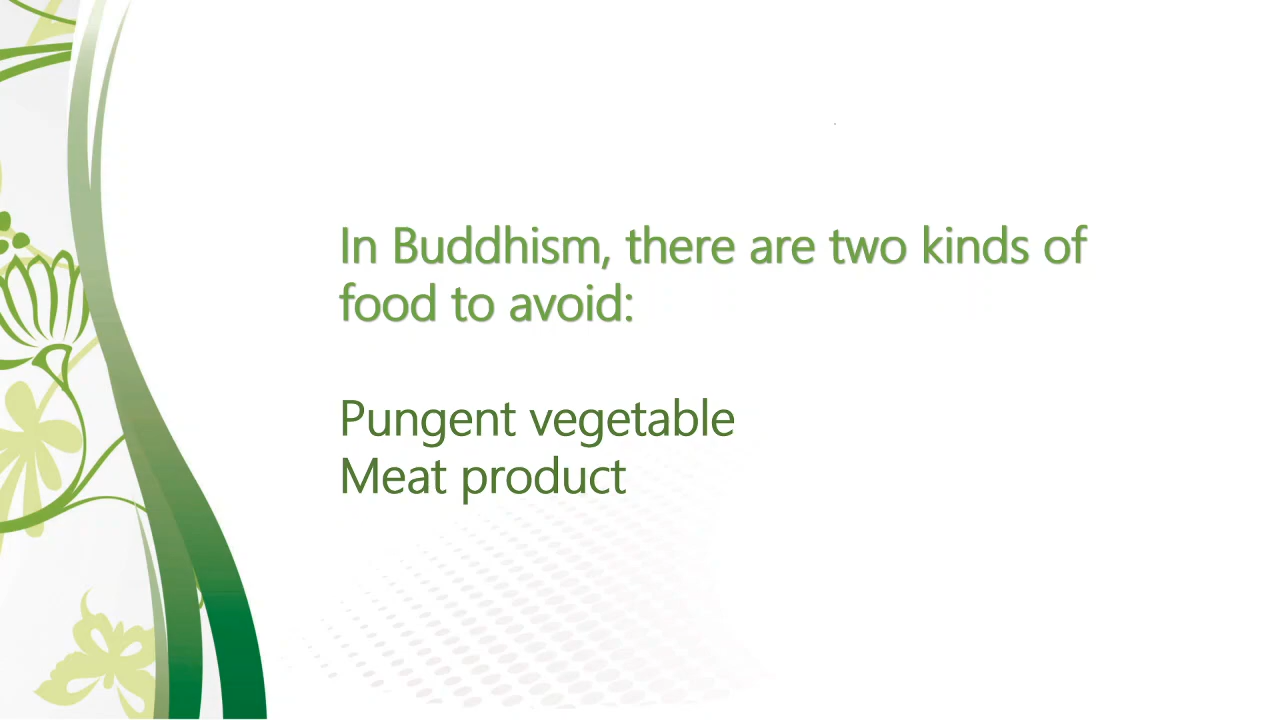 In Buddhism, there are two kinds of
food to avoid:
Pungent vegetable
Meat product